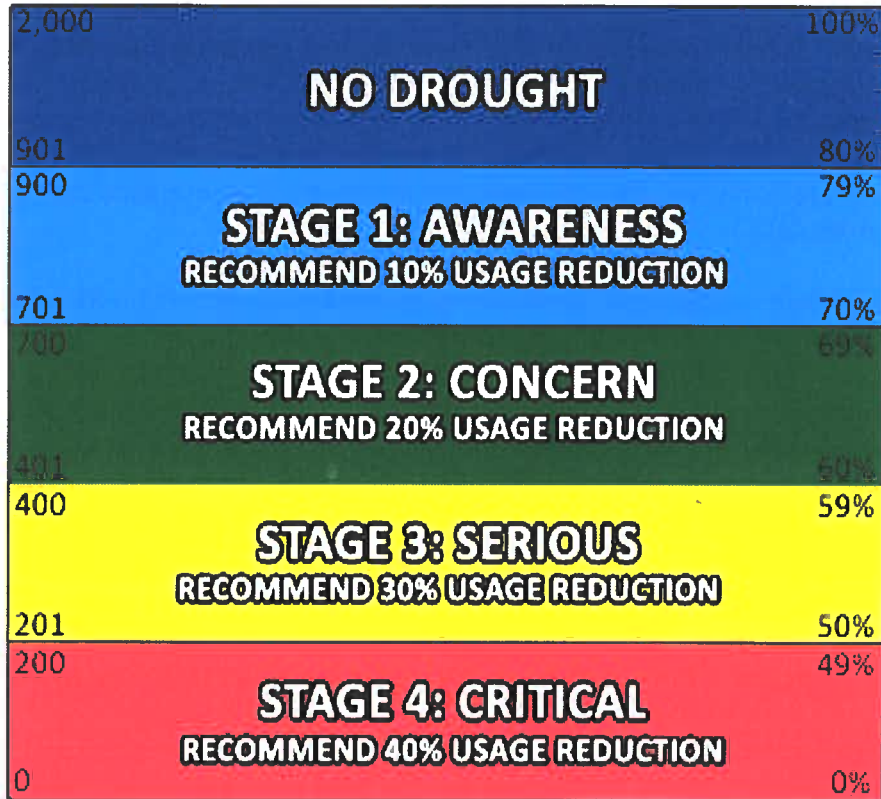 2,000 100%
NO DROUGHT
901 80%
900 79%
STAGE 1: AWARENESS
RECOMMEND 10% USAGE REDUCTION
701 70%
700 69%
STAGE 2: CONCERN
RECOMMEND 20% USAGE REDUCTION
401 60%
400 59%
STAGE 3: SERIOUS
RECOMMEND 30% USAGE REDUCTION
201 50%
200 49%
STAGE 4: CRITICAL
RECOMMEND 40% USAGE REDUCTION
0 0%